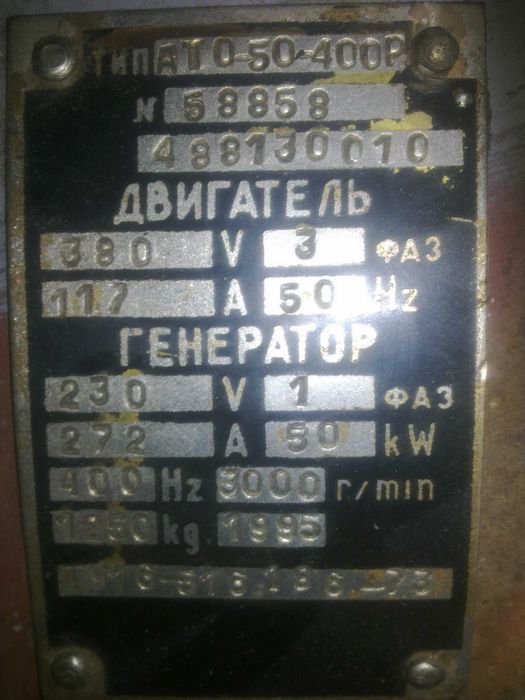 ТИП АТО-50-400Р
N 58858
488130010
ДВИГАТЕЛЬ
380 V 3 ФАЗ
117 A 50 Hz
ГЕНЕРАТОР
230 V 1 ФАЗ
272 A 50 kW
400 Hz 3000 r/min
1250 kg 1995